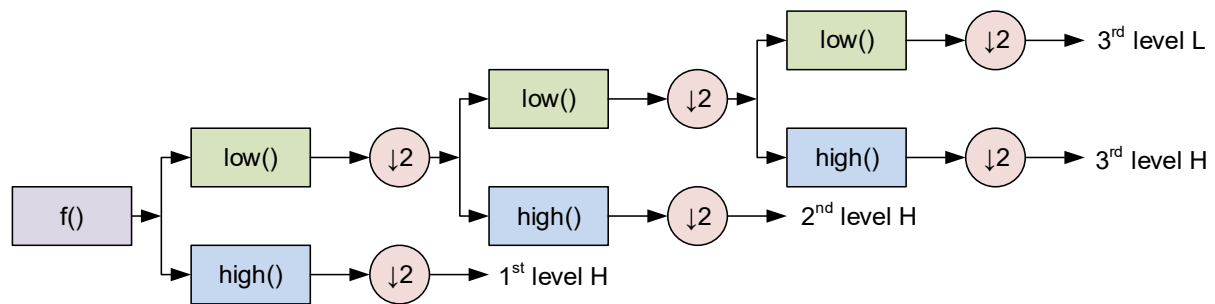 low()
↓2
3rd level L
low()
↓2
low()
↓2
high()
↓2
3rd level H
f()
high()
↓2
2nd level H
high()
↓2
1st level H